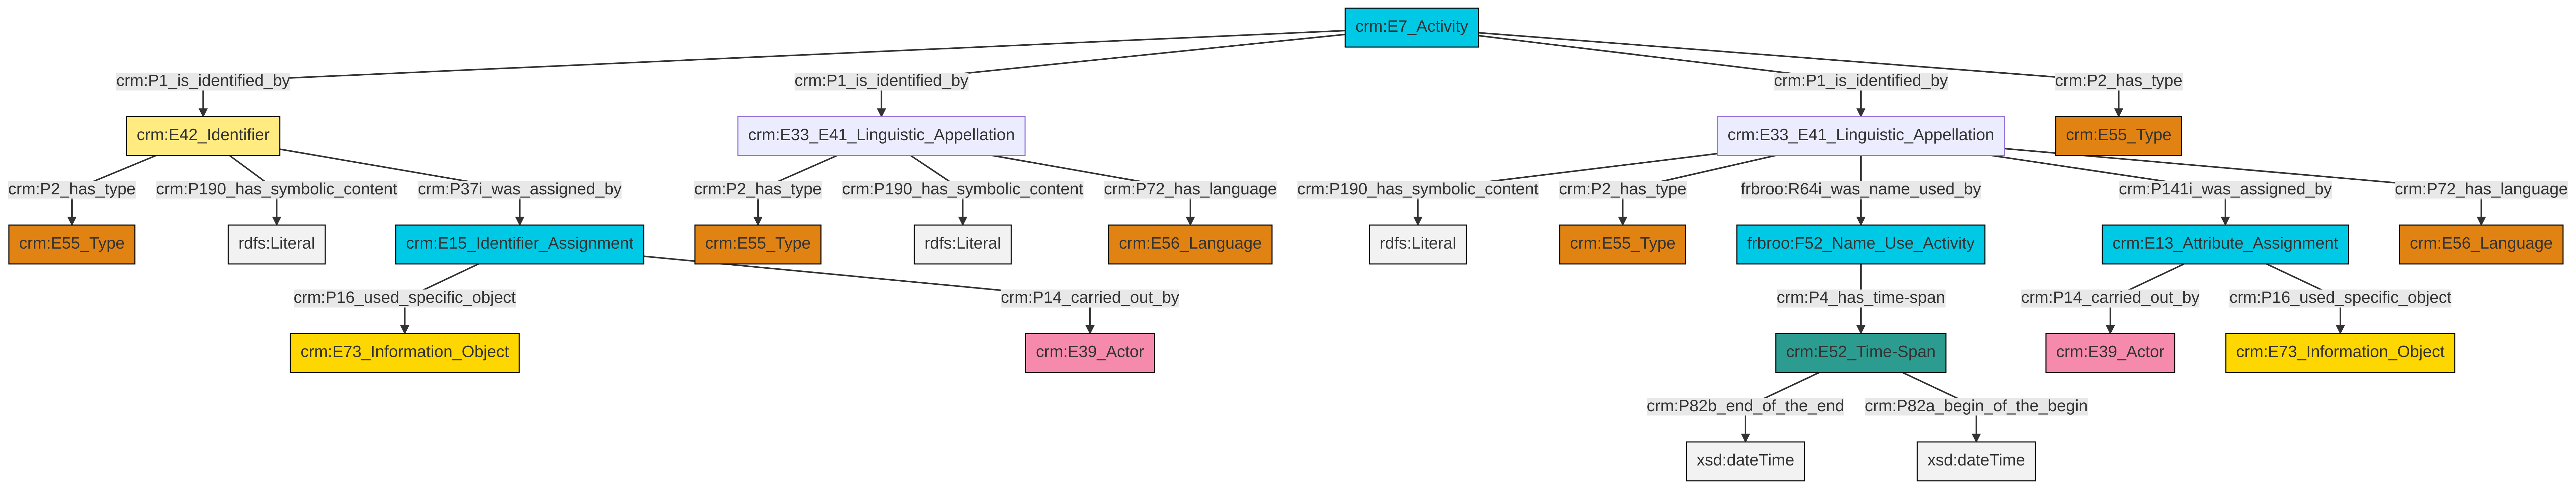 crm:E7_Activity
crm:P1_is_identified_by
crm:P1_is_identified_by
crm:P1_is_identified_by
crm:P2_has_type
crm:E42_Identifier
crm:E33_E41_Linguistic_Appellation
crm:E33_E41_Linguistic_Appellation
crm:E55_Type
crm:P2_has_type
crm:P190_has_symbolic_content
crm:P37i_was_assigned_by
crm:P2_has_type
crm:P190_has_symbolic_content
crm:P72_has_language
crm:P190_has_symbolic_content
crm:P2_has_type
frbroo:R64i_was_name_used_by
crm:P141i_was_assigned_by
crm:P72_has_language
crm:E55_Type
rdfs:Literal
crm:E15_Identifier_Assignment
crm:E55_Type
rdfs:Literal
crm:E56_Language
rdfs:Literal
crm:E55_Type
frbroo:F52_Name_Use_Activity
crm:E13_Attribute_Assignment
crm:E56_Language
crm:P16_used_specific_object
crm:P14_carried_out_by
crm:P4_has_time-span
crm:P14_carried_out_by
crm:P16_used_specific_object
crm:E73_Information_Object
crm:E39_Actor
crm:E52_Time-Span
crm:E39_Actor
crm:E73_Information_Object
crm:P82b_end_of_the_end
crm:P82a_begin_of_the_begin
xsd:dateTime
xsd:dateTime